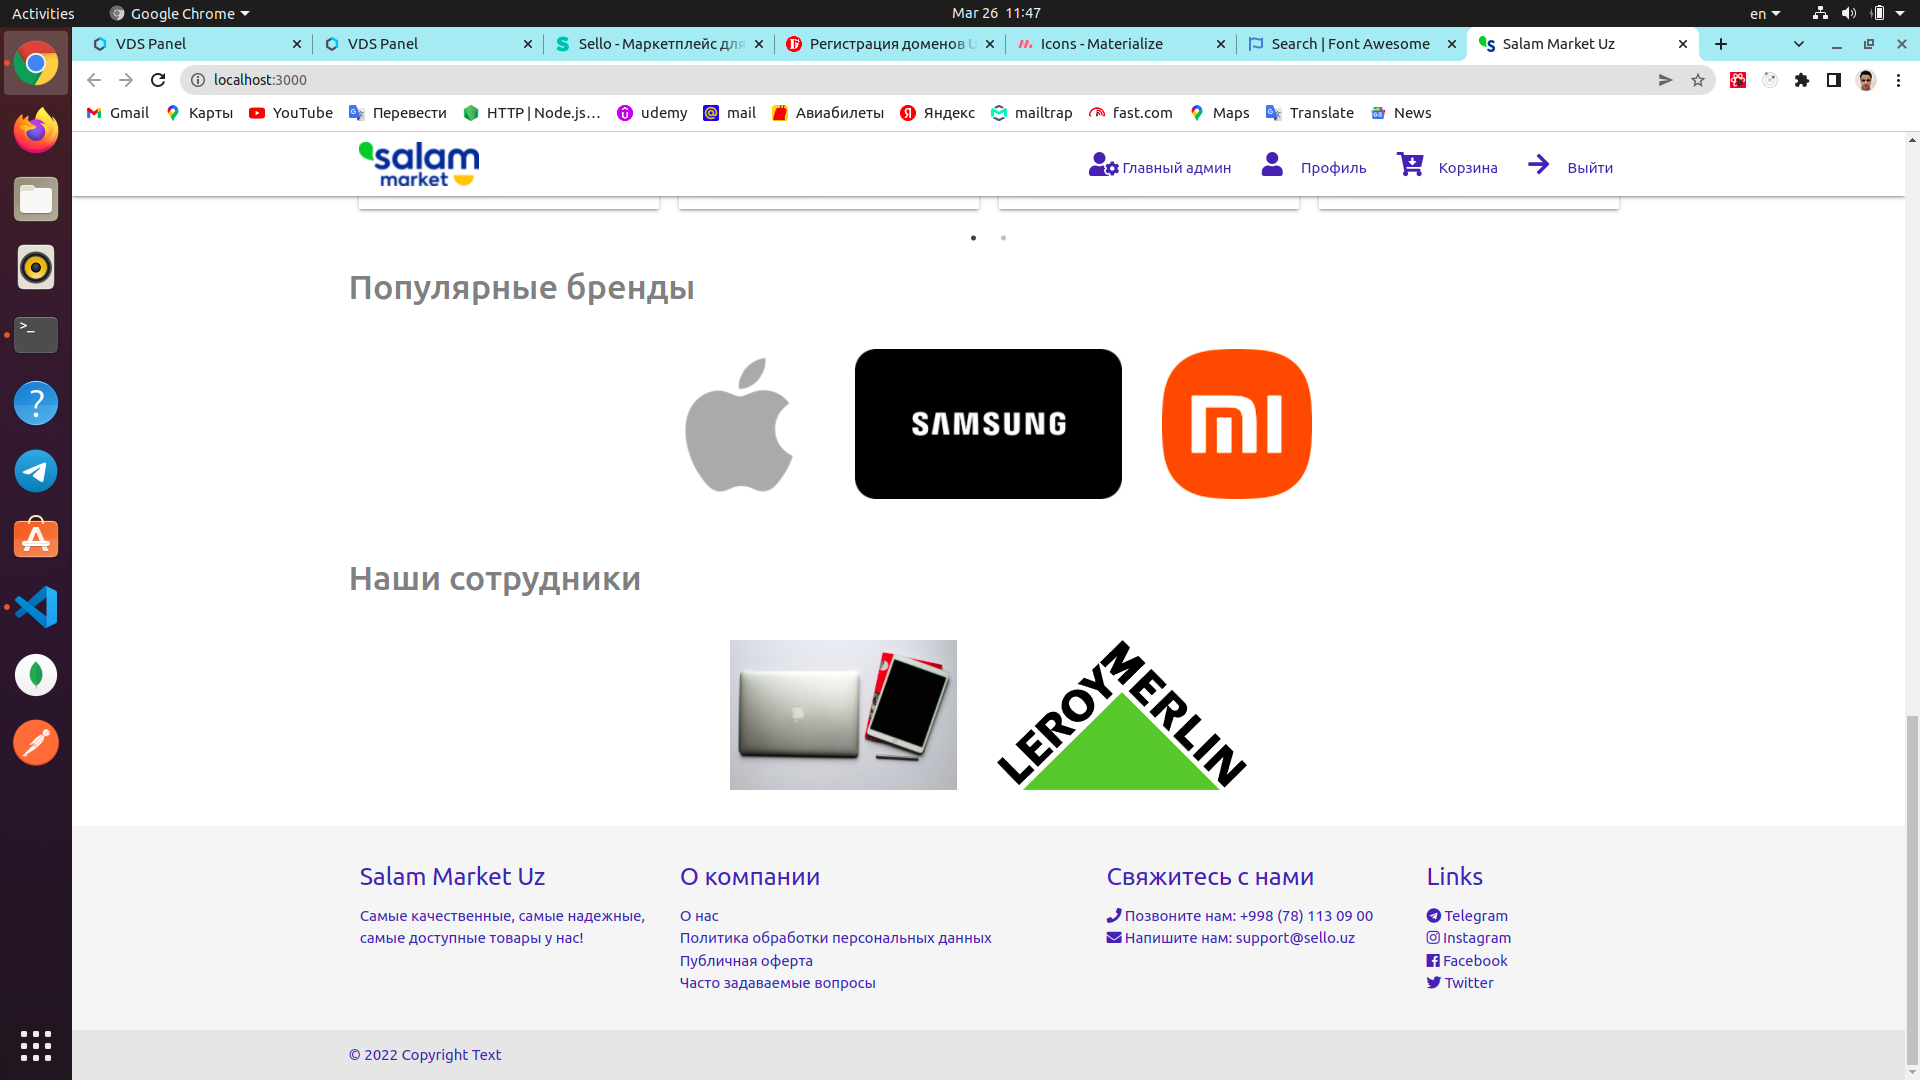 Activities
Google Chrome
Mar 26 11:47
en
VDS Panel
VDS Panel
Sello - Маркетплейс для
Регистрация доменов U
Icons - Materialize
Search | Font Awesome
Salam Market Uz
localhost:3000
Gmail
Карты
YouTube
Перевести
HTTP | Node.js…
udemy
mail
Авиабилеты
Яндекс
mailtrap
fast.com
Maps
Translate
News
salam
market
Главный админ
Профиль
Корзина
Выйти
Популярные бренды
SAMSUNG
mi
Наши сотрудники
LEROY MERLIN
Salam Market Uz
Самые качественные, самые надежные,
самые доступные товары у нас!
О компании
О нас
Политика обработки персональных данных
Публичная оферта
Часто задаваемые вопросы
Свяжитесь с нами
Позвоните нам: +998 (78) 113 09 00
Напишите нам: support@sello.uz
Links
Telegram
Instagram
Facebook
Twitter
© 2022 Copyright Text